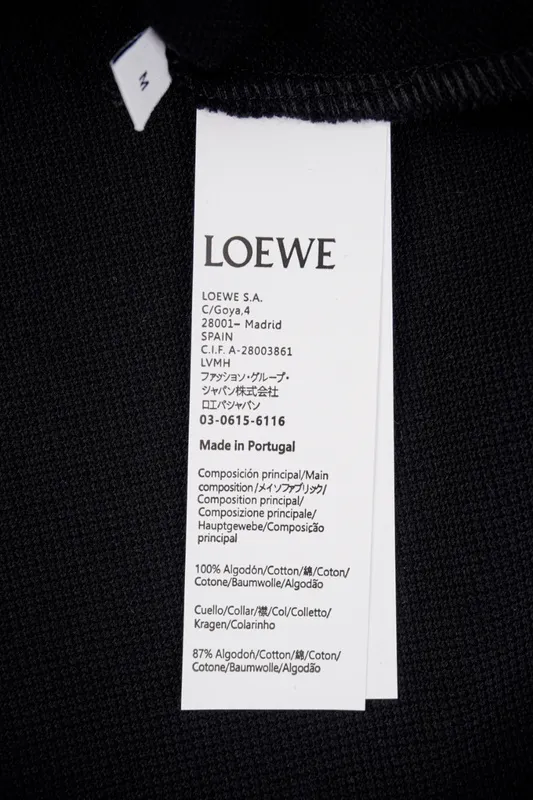 M
LOEWE
LOEWE S.A.
C/Goya,4
28001– Madrid
SPAIN
C.I.F. A-28003861
LVMH
ファッション・グループ・
ジャパン株式会社
ロエベジャパン
03-0615-6116
Made in Portugal
Composición principal/Main
composition/メイソファブリック/
Composition principal/
Composizione principale/
Hauptgewebe/Composição
principal
100% Algodón/Cotton/綿/Coton/
Cotone/Baumwolle/Algodão
Cuello/Collar/襟/Col/Colletto/
Kragen/Colarinho
87% Algodón/Cotton/綿/Coton/
Cotone/Baumwolle/Algodão